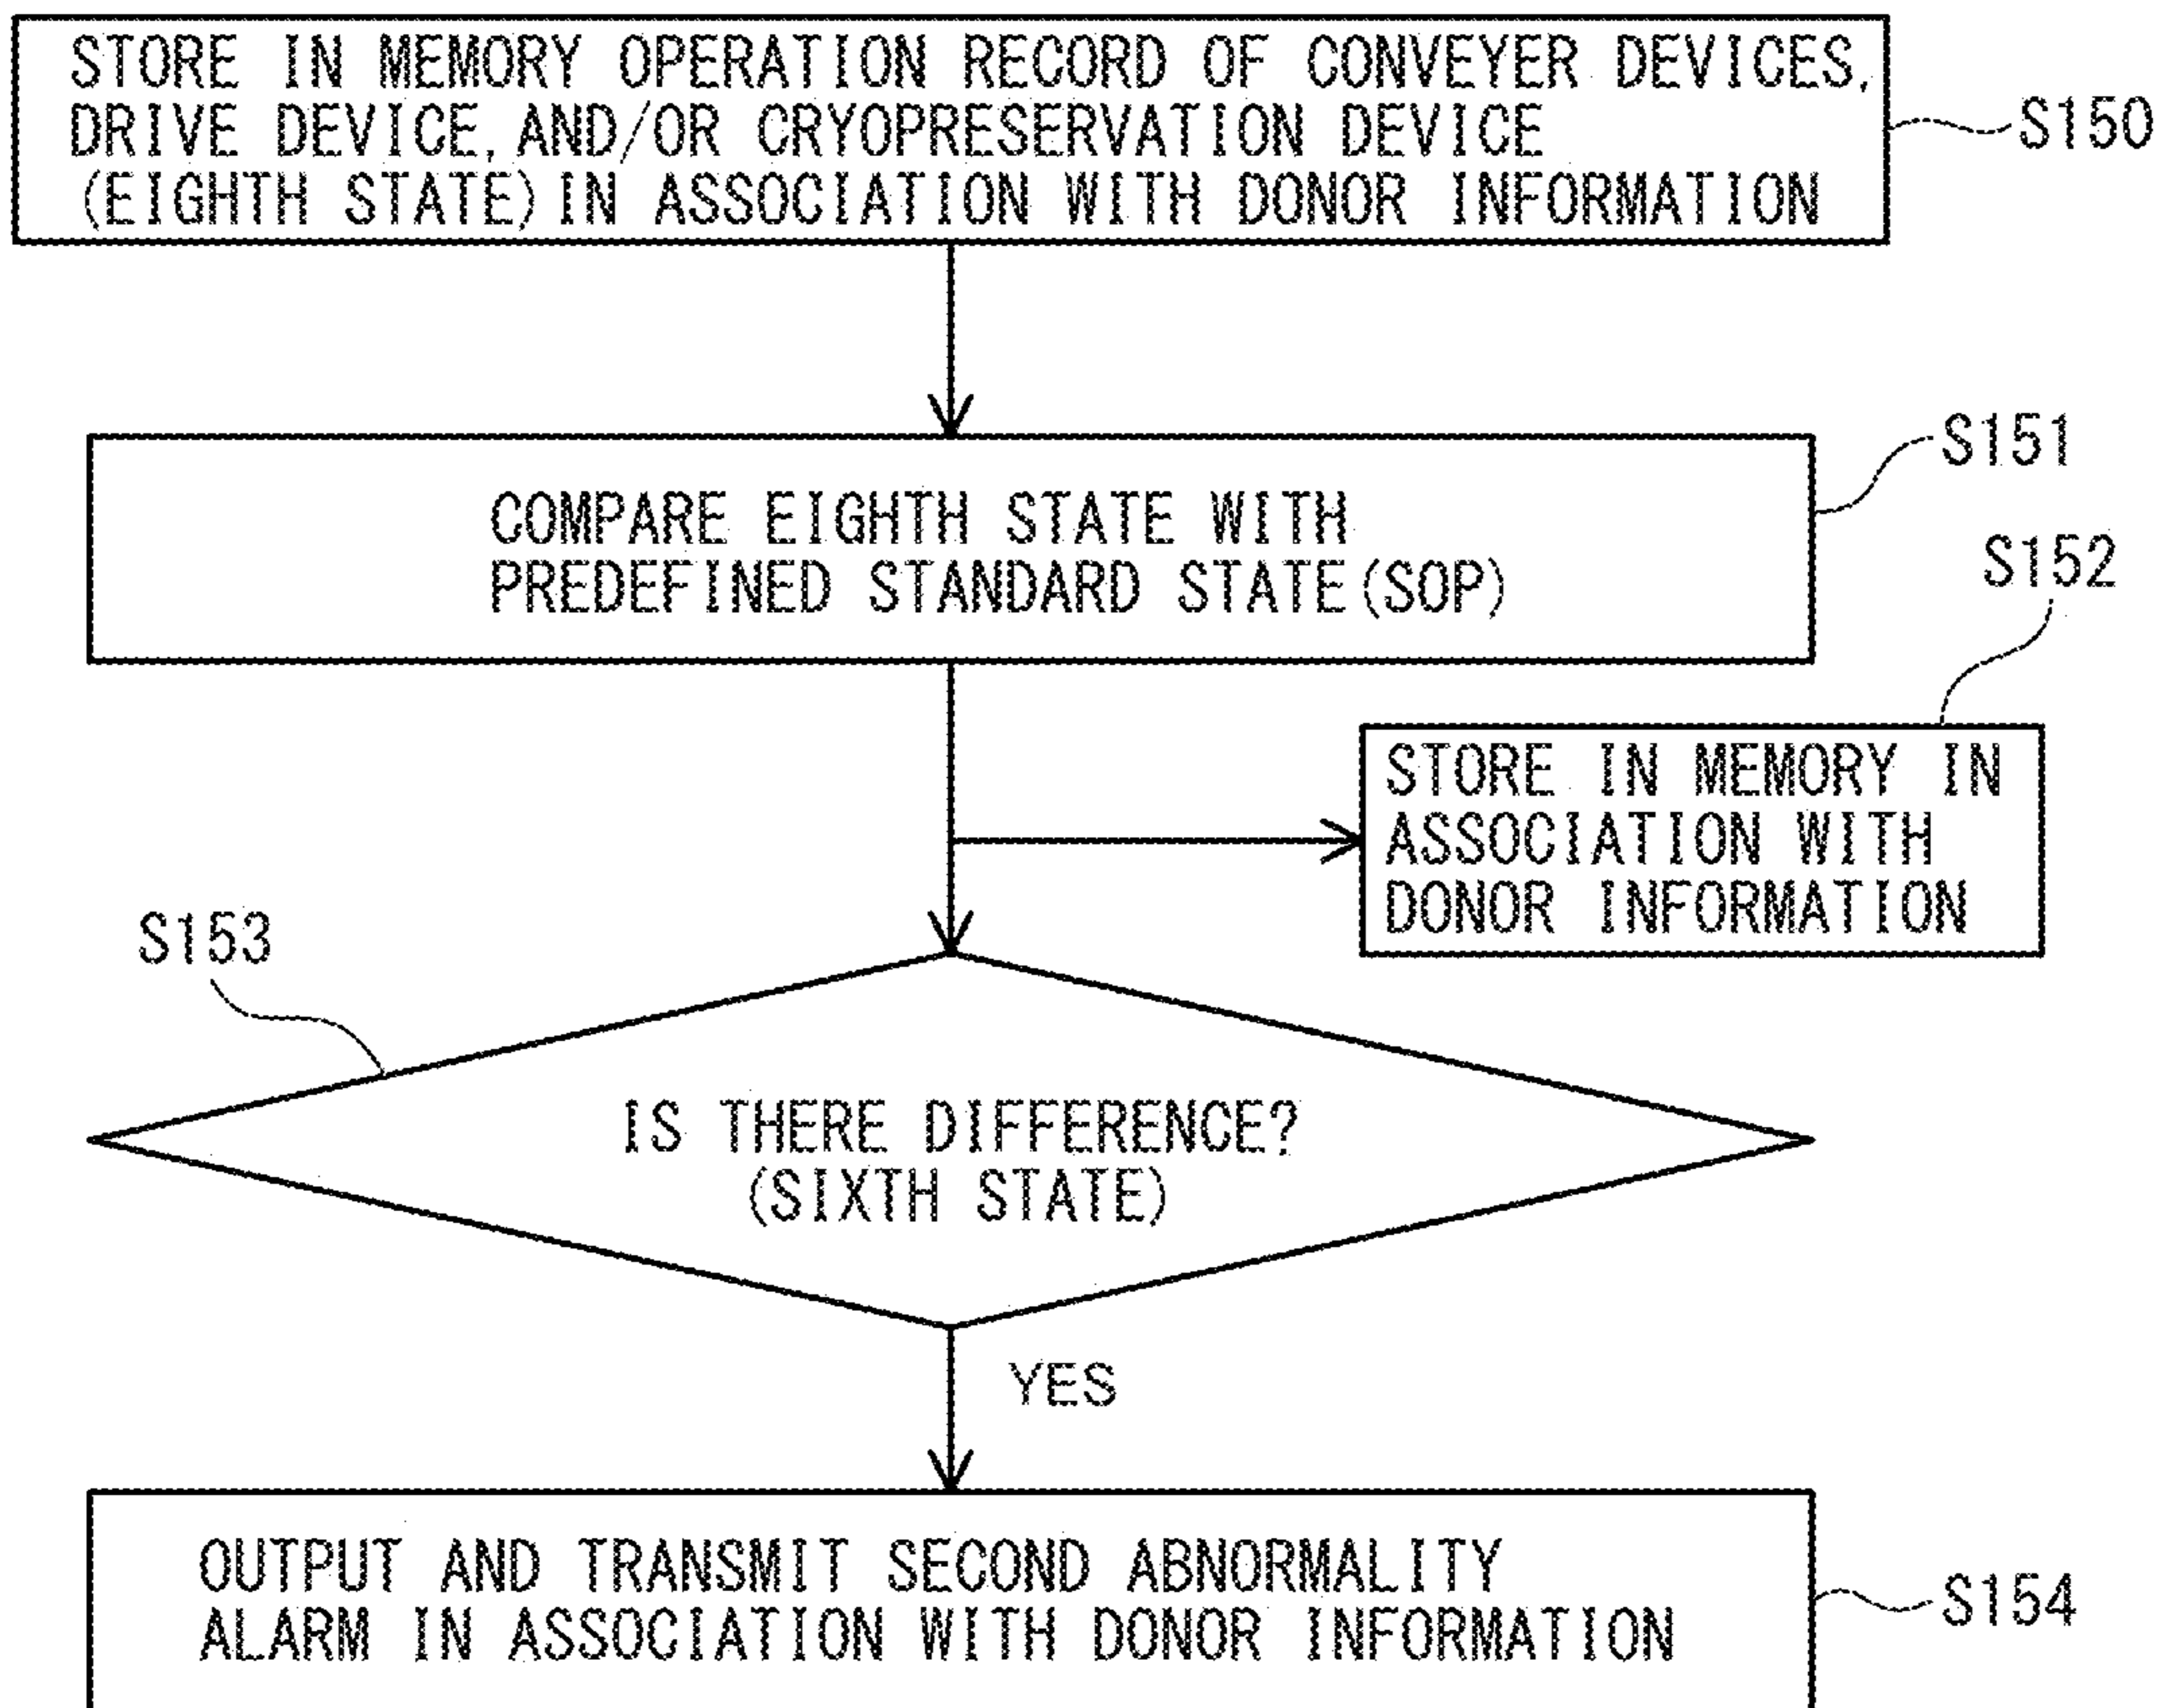 STORE IN MEMORY OPERATION RECORD OF CONVEYER DEVICES,
DRIVE DEVICE, AND/OR CRYOPRESERVATION DEVICE
(EIGHTH STATE) IN ASSOCIATION WITH DONOR INFORMATION
S150
S151
COMPARE EIGHTH STATE WITH
PREDEFINED STANDARD STATE (SOP)
S152
STORE IN MEMORY IN
ASSOCIATION WITH
DONOR INFORMATION
S153
IS THERE DIFFERENCE?
(SIXTH STATE)
YES
OUTPUT AND TRANSMIT SECOND ABNORMALITY
ALARM IN ASSOCIATION WITH DONOR INFORMATION
S154